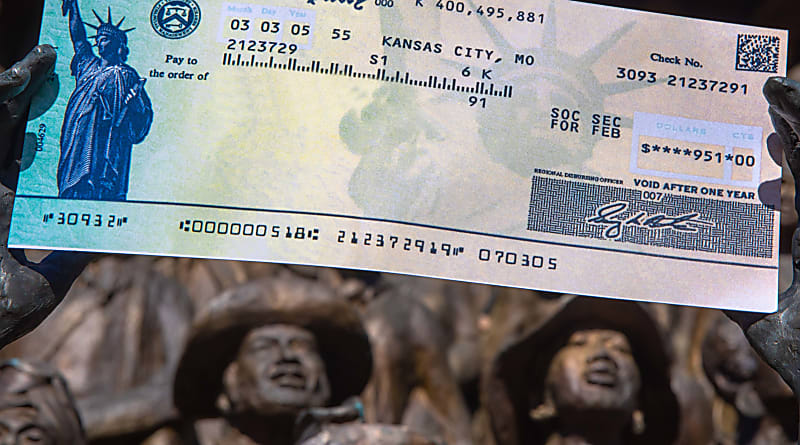 000 K 400,495,881
Month Day Year
03 03 05 55 KANSAS CITY, MO
2123729 S1 6 K
91
Pay to
the order of
Check No.
3093 21237291
SOC SEC
FOR FEB
DOLLARS CTS
$****951*00
REGIONAL DISBURSING OFFICER
VOID AFTER ONE YEAR
007
004629
⑈30932⑈ ⑆000000518⑆ 212372919⑈ 070305